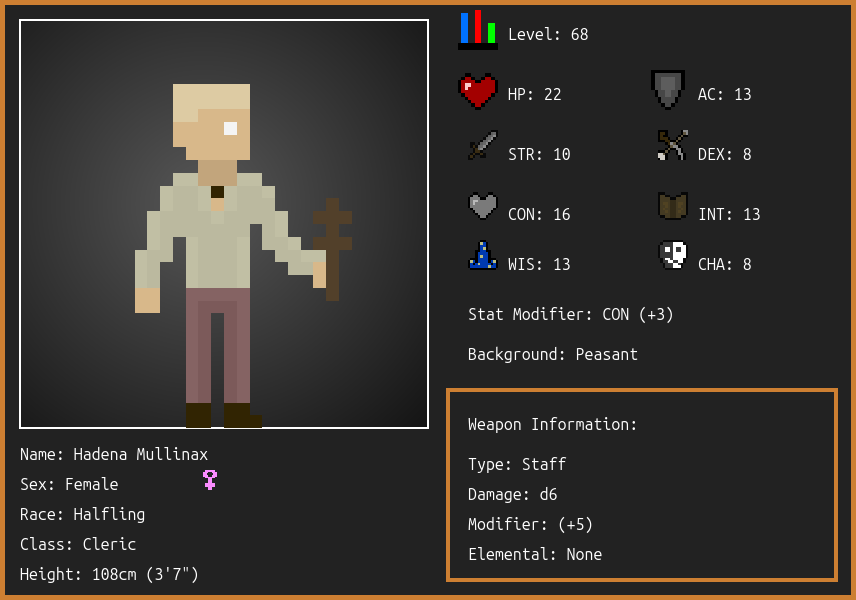 Level: 68
HP: 22
AC: 13
STR: 10
DEX: 8
CON: 16
INT: 13
WIS: 13
CHA: 8
Stat Modifier: CON (+3)
Background: Peasant
Weapon Information:
Type: Staff
Damage: d6
Modifier: (+5)
Elemental: None
Name: Hadena Mullinax
Sex: Female
Race: Halfling
Class: Cleric
Height: 108cm (3'7")